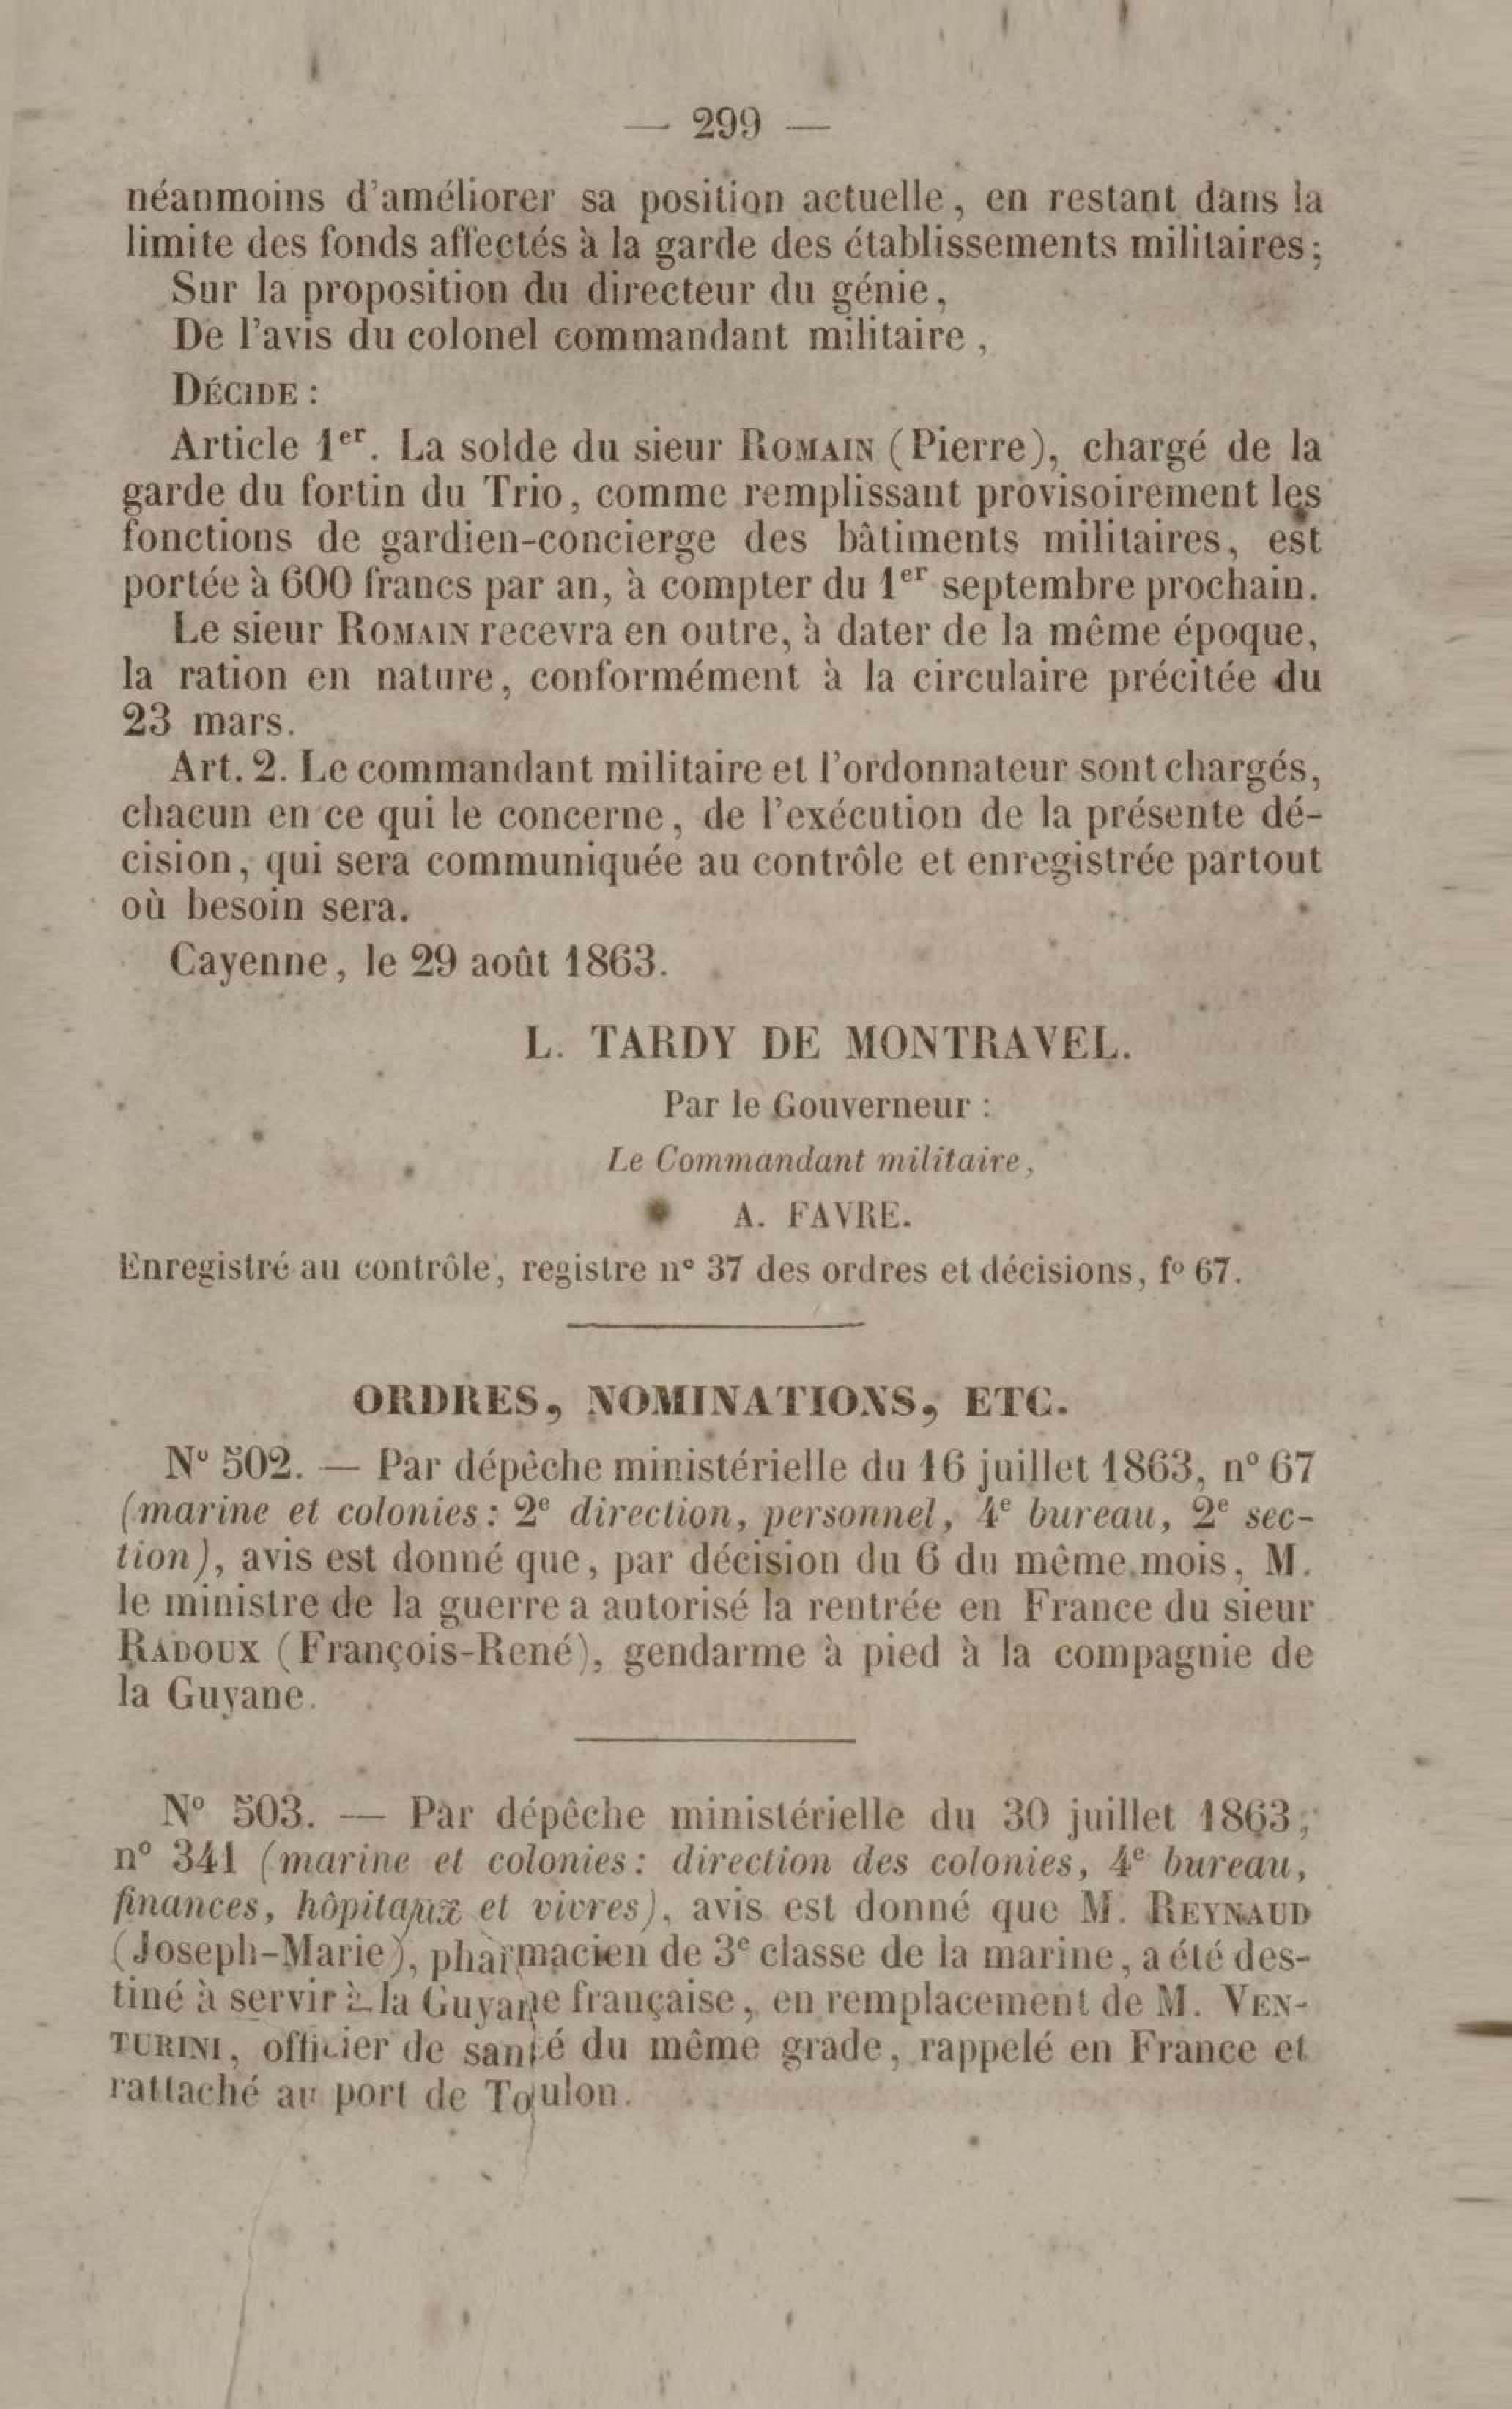 — 299 —
néanmoins d'améliorer sa position actuelle, en restant dans la
limite des fonds affectés à la garde des établissements militaires;
Sur la proposition du directeur du génie,
De l'avis du colonel commandant militaire,
DÉCIDE :
Article 1er. La solde du sieur ROMAIN (Pierre), chargé de la
garde du fortin du Trio, comme remplissant provisoirement les
fonctions de gardien-concierge des bâtiments militaires, est
portée à 600 francs par an, à compter du 1er septembre prochain.
Le sieur ROMAIN recevra en outre, à dater de la même époque,
la ration en nature, conformément à la circulaire précitée du
23 mars.
Art. 2. Le commandant militaire et l'ordonnateur sont chargés,
chacun en ce qui le concerne, de l'exécution de la présente dé-
cision, qui sera communiquée au contrôle et enregistrée partout
où besoin sera.
Cayenne, le 29 août 1863.
L. TARDY DE MONTRAVEL.
Par le Gouverneur :
Le Commandant militaire,
A. FAVRE.
Enregistré au contrôle, registre n° 37 des ordres et décisions, f° 67.
ORDRES, NOMINATIONS, ETC.
N° 502. — Par dépêche ministérielle du 16 juillet 1863, n° 67
(marine et colonies: 2e direction, personnel, 4e bureau, 2e sec-
tion), avis est donné que, par décision du 6 du même mois, M.
le ministre de la guerre a autorisé la rentrée en France du sieur
RADOUX (François-René), gendarme à pied à la compagnie de
la Guyane.
N° 503. — Par dépêche ministérielle du 30 juillet 1863,
n° 341 (marine et colonies: direction des colonies, 4e bureau,
finances, hôpitaux et vivres), avis est donné que M. REYNAUD
(Joseph-Marie), pharmacien de 3e classe de la marine, a été des-
tiné à servir à la Guyane française, en remplacement de M. VEN-
TURINI, officier de santé du même grade, rappelé en France et
rattaché au port de Toulon.